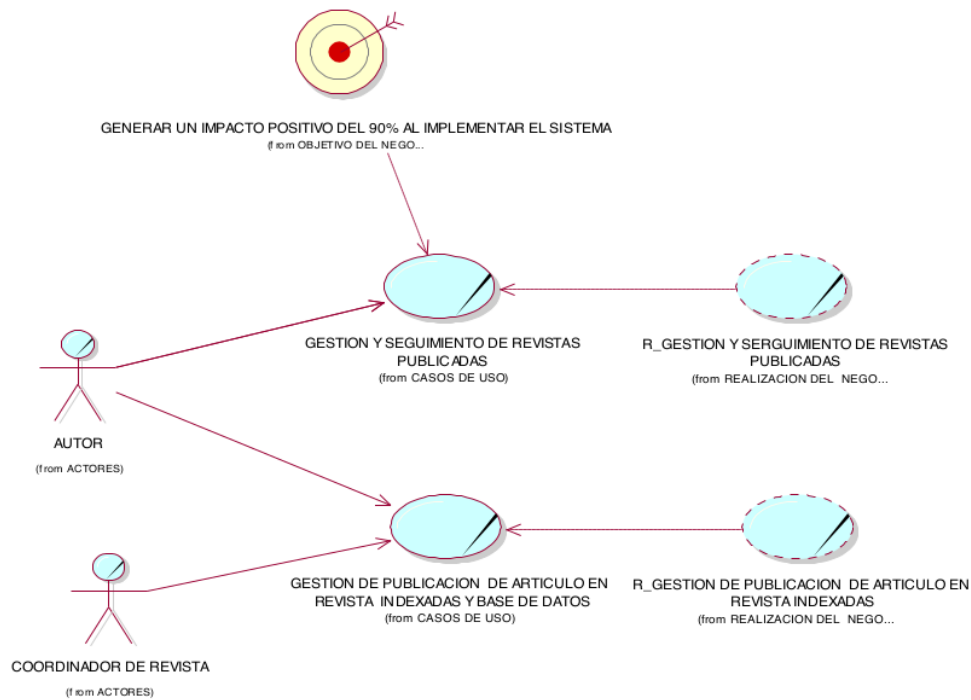 GENERAR UN IMPACTO POSITIVO DEL 90% AL IMPLEMENTAR EL SISTEMA
(from OBJETIVO DEL NEGO...
GESTION Y SEGUIMIENTO DE REVISTAS
PUBLICADAS
(from CASOS DE USO)
R_GESTION Y SERGUIMIENTO DE REVISTAS
PUBLICADAS
(from REALIZACION DEL NEGO...
AUTOR
(from ACTORES)
GESTION DE PUBLICACION DE ARTICULO EN
REVISTA INDEXADAS Y BASE DE DATOS
(from CASOS DE USO)
R_GESTION DE PUBLICACION DE ARTICULO EN
REVISTA INDEXADAS
(from REALIZACION DEL NEGO...
COORDINADOR DE REVISTA
(from ACTORES)